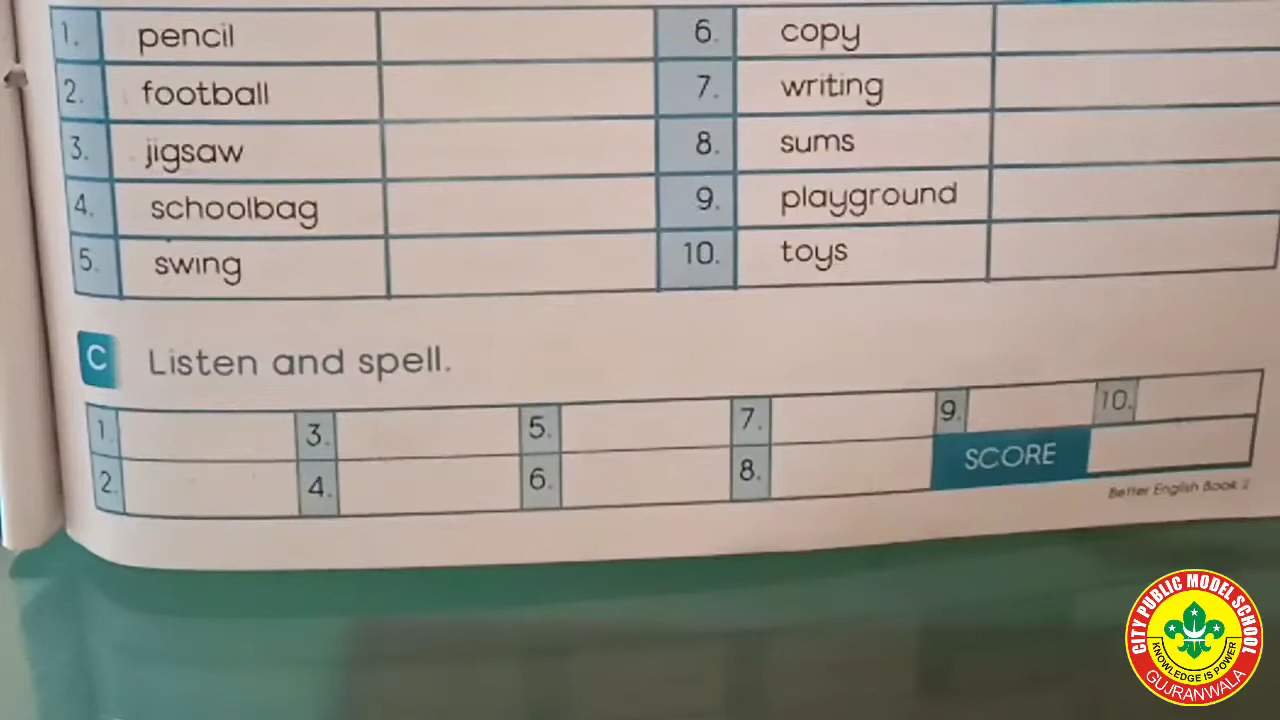 1. pencil 6. copy
2. football 7. writing
3. jigsaw 8. sums
4. schoolbag 9. playground
5. swing 10. toys
C Listen and spell.
1. 3. 5. 7. 9. 10.
2. 4. 6. 8. SCORE
Better English Book 2
CITY PUBLIC MODEL SCHOOL
KNOWLEDGE IS POWER
GUJRANWALA